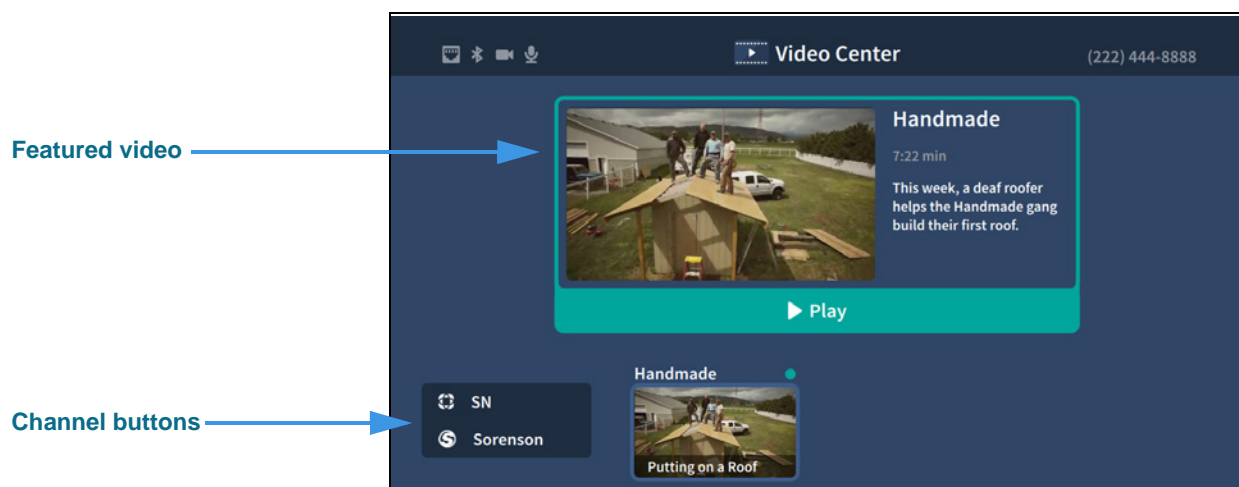 Video Center
(222) 444-8888
Featured video
Handmade
7:22 min
This week, a deaf roofer
helps the Handmade gang
build their first roof.
Play
Handmade
Channel buttons
SN
Sorenson
Putting on a Roof